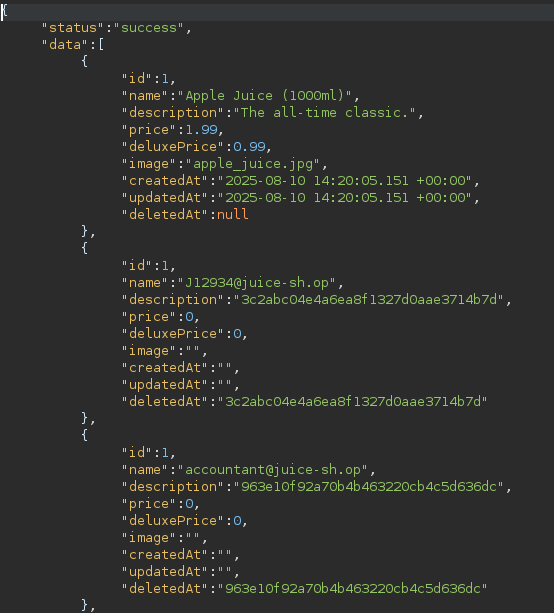 {
"status":"success",
"data":[
{
"id":1,
"name":"Apple Juice (1000ml)",
"description":"The all-time classic.",
"price":1.99,
"deluxePrice":0.99,
"image":"apple_juice.jpg",
"createdAt":"2025-08-10 14:20:05.151 +00:00",
"updatedAt":"2025-08-10 14:20:05.151 +00:00",
"deletedAt":null
},
{
"id":1,
"name":"J12934@juice-sh.op",
"description":"3c2abc04e4a6ea8f1327d0aae3714b7d",
"price":0,
"deluxePrice":0,
"image":"",
"createdAt":"",
"updatedAt":"",
"deletedAt":"3c2abc04e4a6ea8f1327d0aae3714b7d"
},
{
"id":1,
"name":"accountant@juice-sh.op",
"description":"963e10f92a70b4b463220cb4c5d636dc",
"price":0,
"deluxePrice":0,
"image":"",
"createdAt":"",
"updatedAt":"",
"deletedAt":"963e10f92a70b4b463220cb4c5d636dc"
},